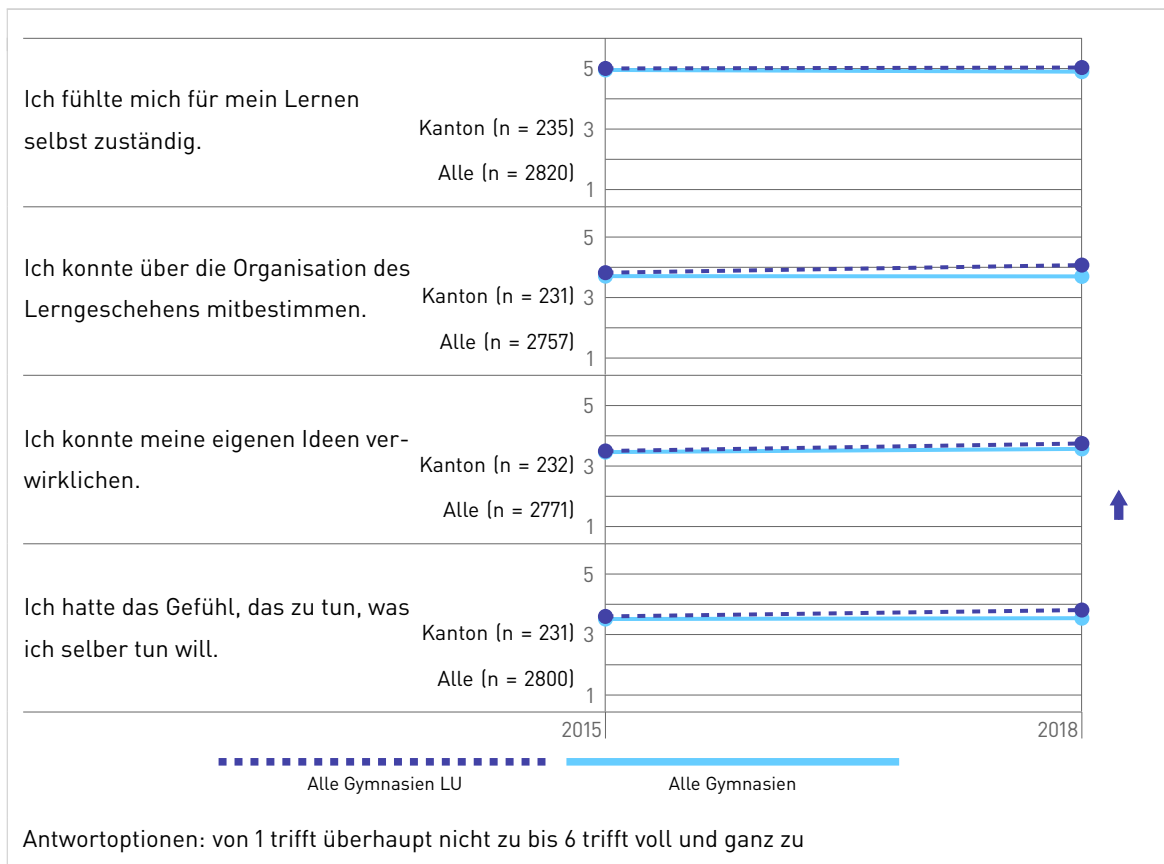 5
Ich fühlte mich für mein Lernen
selbst zuständig.
Kanton (n = 235) 3
Alle (n = 2820)
1
5
Ich konnte über die Organisation des
Lerngeschehens mitbestimmen.
Kanton (n = 231) 3
Alle (n = 2757)
1
5
Ich konnte meine eigenen Ideen ver-
wirklichen.
Kanton (n = 232) 3
Alle (n = 2771)
1
5
Ich hatte das Gefühl, das zu tun, was
ich selber tun will.
Kanton (n = 231) 3
Alle (n = 2800)
1
2015 2018
Alle Gymnasien LU Alle Gymnasien
Antwortoptionen: von 1 trifft überhaupt nicht zu bis 6 trifft voll und ganz zu